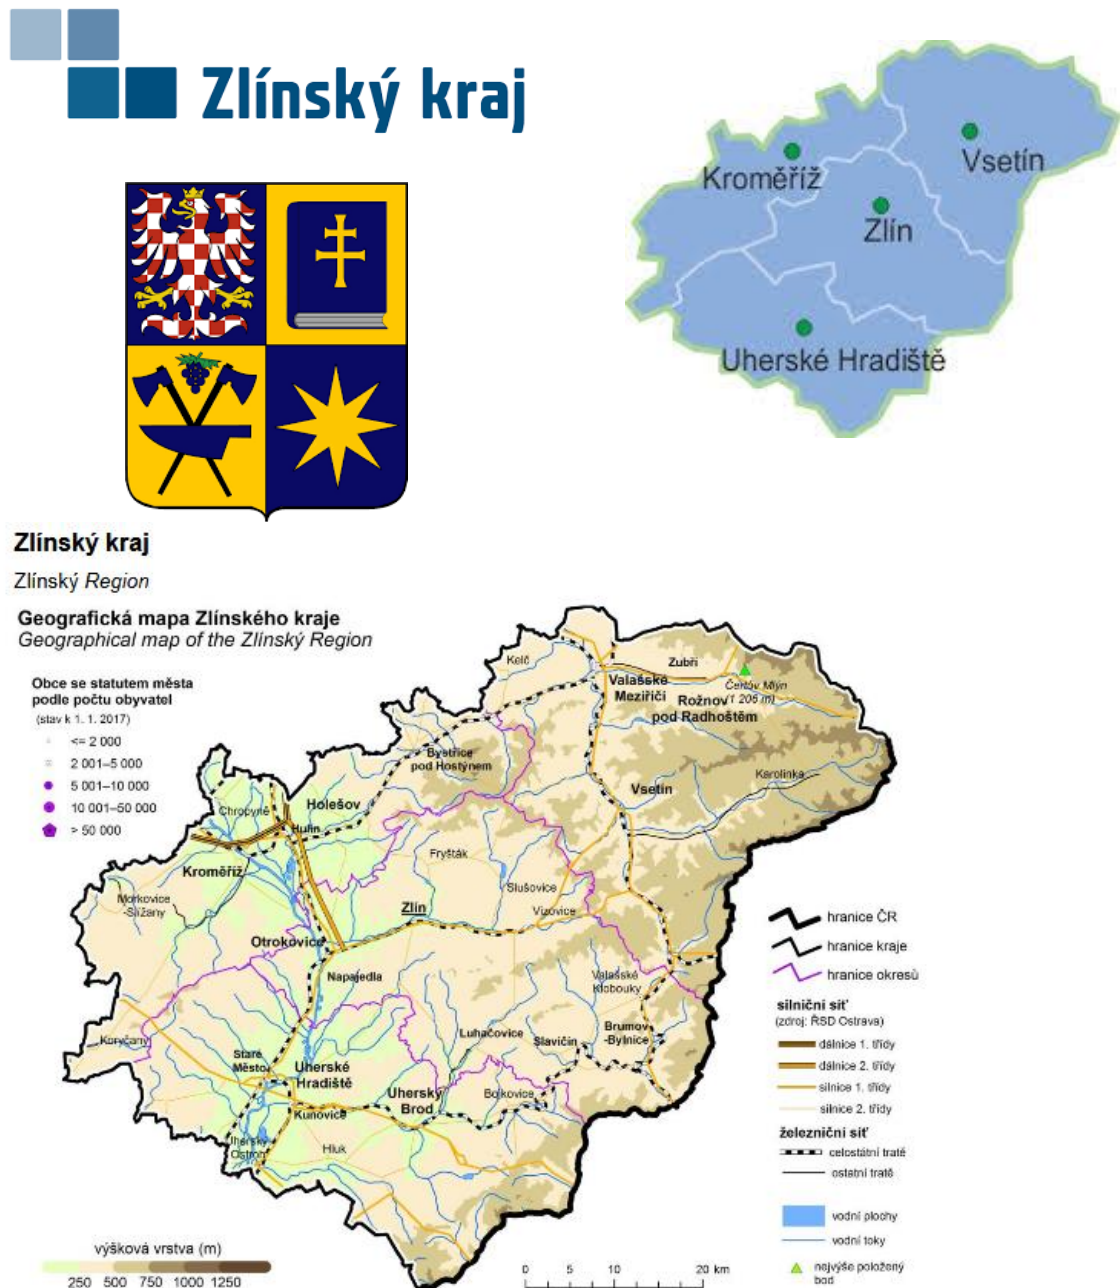 Zlínský kraj
Kroměříž
Vsetín
Zlín
Uherské Hradiště
Zlínský kraj
Zlínský Region
Geografická mapa Zlínského kraje
Geographical map of the Zlínský Region
Obce se statutem města
podle počtu obyvatel
(stav k 1. 1. 2017)
<= 2 000
2 001–5 000
5 001–10 000
10 001–50 000
> 50 000
Kelč
Zubří
Valašské
Meziříčí
Čertův Mlýn
(1 206 m)
Rožnov
pod Radhoštěm
Bystřice
pod Hostýnem
Karolinka
Vsetín
Holešov
Chropyně
Hulín
Fryšták
Kroměříž
Slušovice
Morkovice
-Slížany
Zlín
Vizovice
Otrokovice
Napajedla
Valašské
Klobouky
Luhačovice
Brumov
-Bylnice
Slavičín
Koryčany
Staré
Město
Uherské
Hradiště
Uherský
Brod
Bojkovice
Kunovice
Uherský
Ostroh
Hluk
hranice ČR
hranice kraje
hranice okresů
silniční síť
(zdroj: ŘSD Ostrava)
dálnice 1. třídy
dálnice 2. třídy
silnice 1. třídy
silnice 2. třídy
železniční síť
celostátní tratě
ostatní tratě
vodní plochy
vodní toky
nejvýše položený
bod
výšková vrstva (m)
250 500 750 1000 1250
0 5 10 20 km